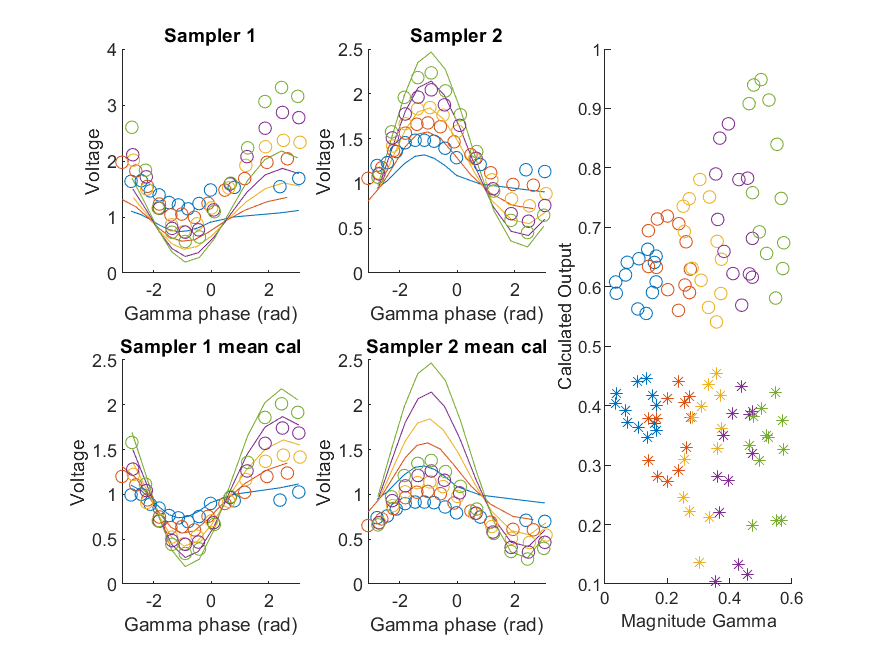 Sampler 1
4
3
2
1
0
Voltage
-2 0 2
Gamma phase (rad)
Sampler 2
2.5
2
1.5
1
0.5
0
Voltage
-2 0 2
Gamma phase (rad)
Sampler 1 mean cal
2.5
2
1.5
1
0.5
0
Voltage
-2 0 2
Gamma phase (rad)
Sampler 2 mean cal
2.5
2
1.5
1
0.5
0
Voltage
-2 0 2
Gamma phase (rad)
1
0.9
0.8
0.7
0.6
0.5
0.4
0.3
0.2
0.1
Calculated Output
0 0.2 0.4 0.6
Magnitude Gamma